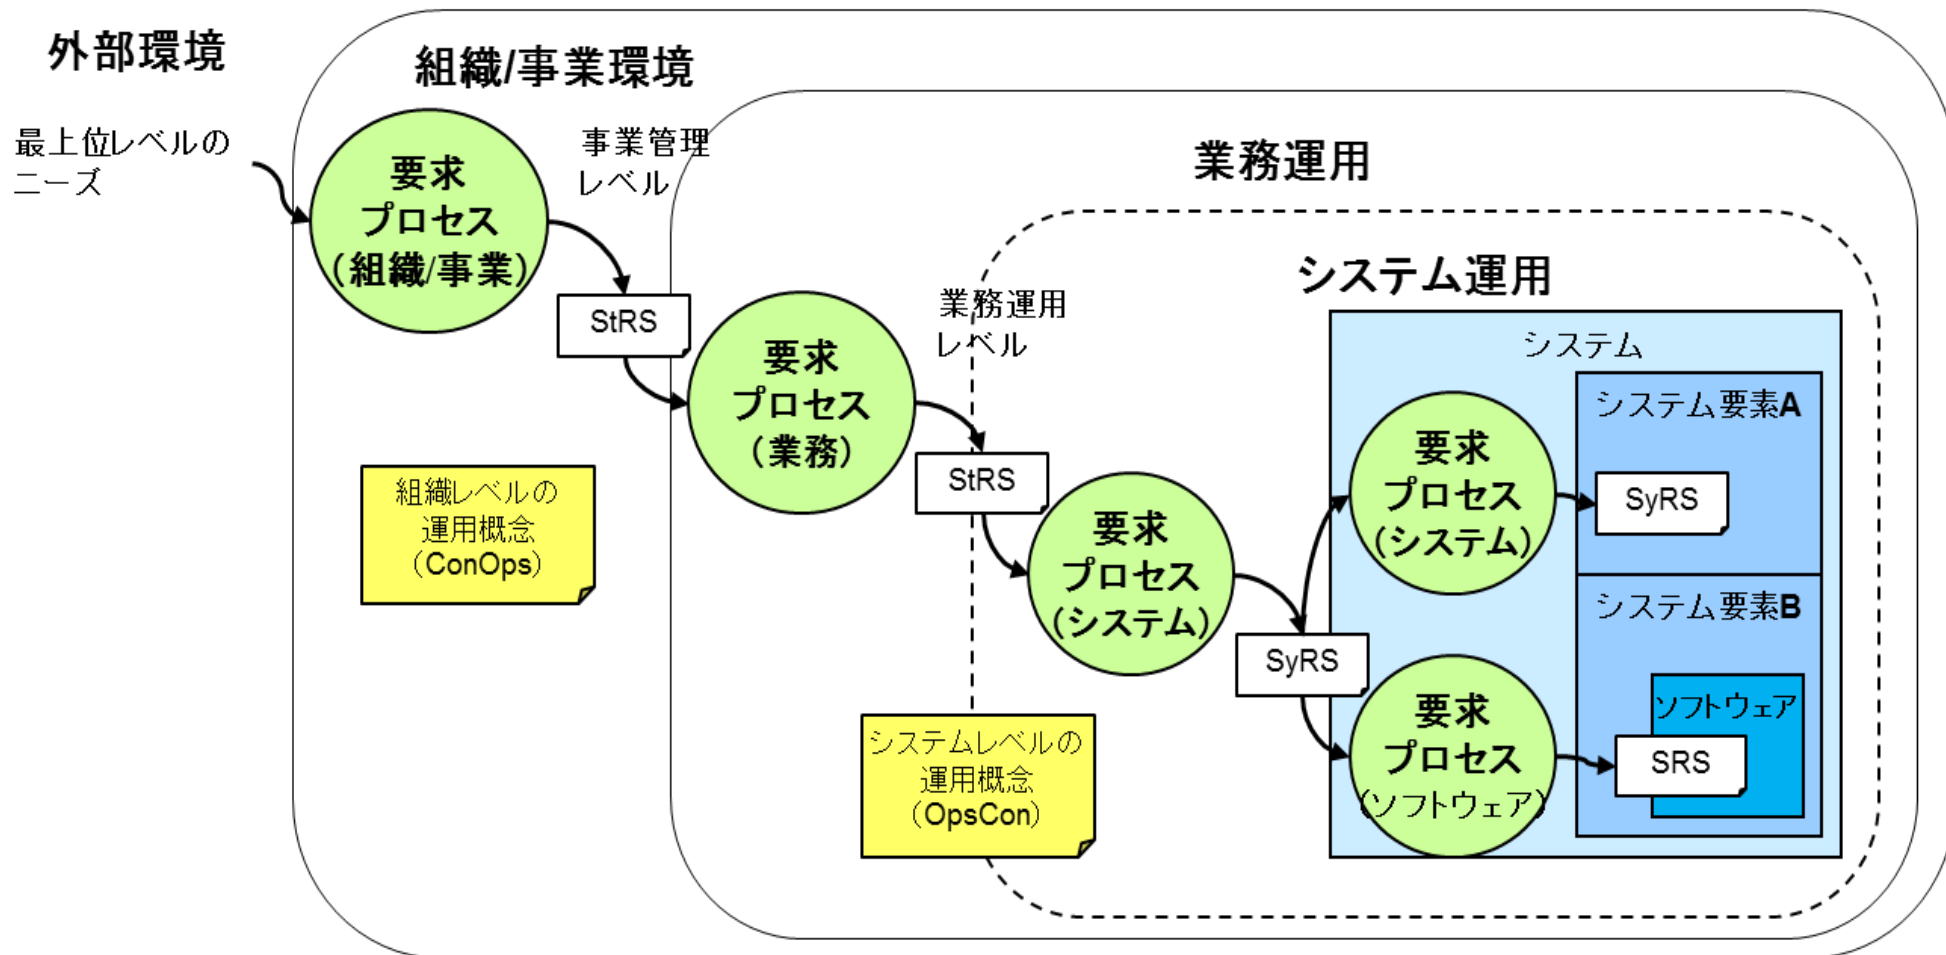 外部環境
組織/事業環境
最上位レベルの
ニーズ
要求
プロセス
(組織/事業)
事業管理
レベル
StRS
業務運用
要求
プロセス
(業務)
業務運用
レベル
StRS
組織レベルの
運用概念
(ConOps)
システム運用
要求
プロセス
(システム)
SyRS
システムレベルの
運用概念
(OpsCon)
システム
要求
プロセス
(システム)
システム要素A
SyRS
要求
プロセス
(ソフトウェア)
システム要素B
ソフトウェア
SRS